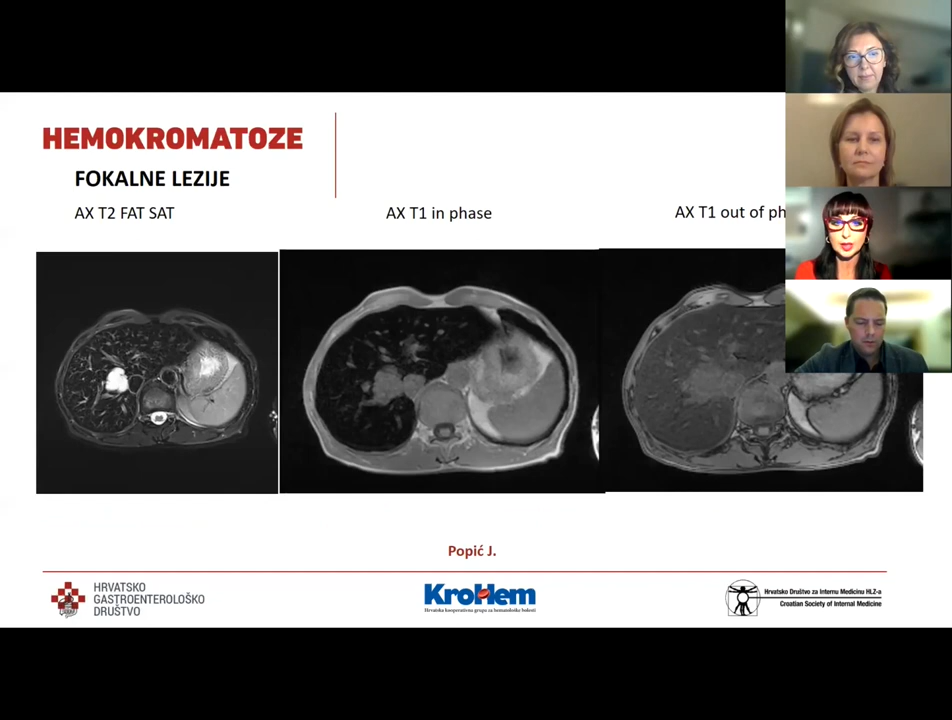 HEMOKROMATOZE
FOKALNE LEZIJE
AX T2 FAT SAT
AX T1 in phase
AX T1 out of ph
Popić J.
HRVATSKO
GASTROENTEROLOŠKO
DRUŠTVO
KroHem
Hrvatska kooperativna grupa za hematološke bolesti
Hrvatsko Društvo za Internu Medicinu HLZ-a
Croatian Society of Internal Medicine